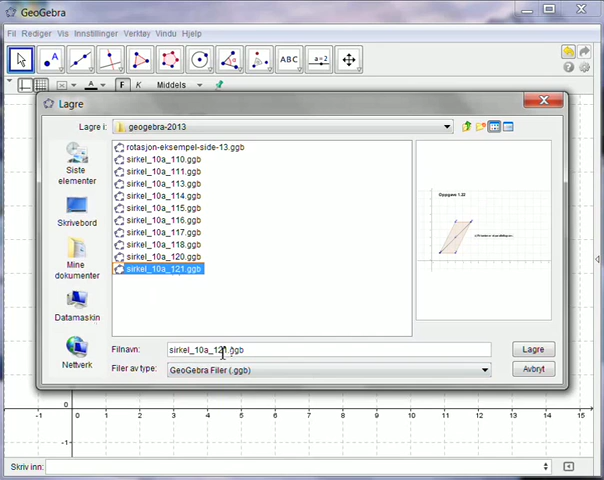 GeoGebra
Fil Rediger Vis Innstillinger Verktøy Vindu Hjelp
A
ABC
a=2
A
F
K
Middels
Lagre
Lagre i:
geogebra-2013
Siste elementer
Skrivebord
Mine dokumenter
Datamaskin
Nettverk
rotasjon-eksempel-side-13.ggb
sirkel_10a_110.ggb
sirkel_10a_111.ggb
sirkel_10a_113.ggb
sirkel_10a_114.ggb
sirkel_10a_115.ggb
sirkel_10a_116.ggb
sirkel_10a_117.ggb
sirkel_10a_118.ggb
sirkel_10a_120.ggb
sirkel_10a_121.ggb
Oppgave 1.22
Filnavn:
sirkel_10a_121.ggb
Lagre
Filer av type:
GeoGebra Filer (.ggb)
Avbryt
0
0 1 2 3 4 5 6 7 8 9 10 11 12 13 14 15
-1
Skriv inn: